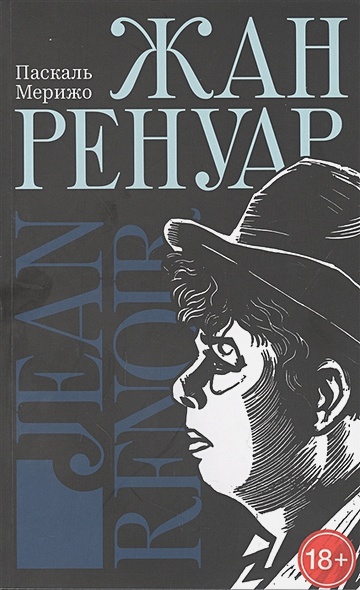 Паскаль
Мерижо
ЖАН
РЕНУАР
JEAN
RENOIR
18+